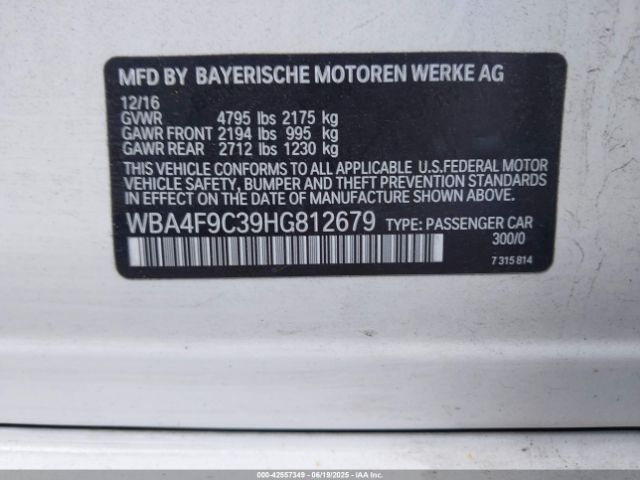 MFD BY BAYERISCHE MOTOREN WERKE AG
12/16
GVWR 4795 lbs 2175 kg
GAWR FRONT 2194 lbs 995 kg
GAWR REAR 2712 lbs 1230 kg
THIS VEHICLE CONFORMS TO ALL APPLICABLE U.S.FEDERAL MOTOR
VEHICLE SAFETY, BUMPER AND THEFT PREVENTION STANDARDS
IN EFFECT ON THE DATE OF MANUFACTURE SHOWN ABOVE.
WBA4F9C39HG812679 TYPE: PASSENGER CAR
300/0
7 315 814
000-42557349 | 06/19/2025 - IAAI.COM